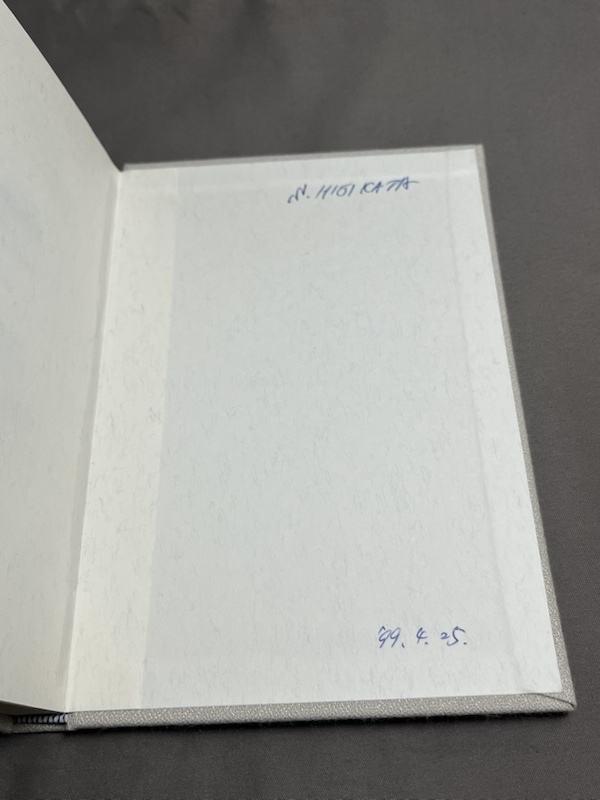 N. HIGIKATA
'99. 4. 25.